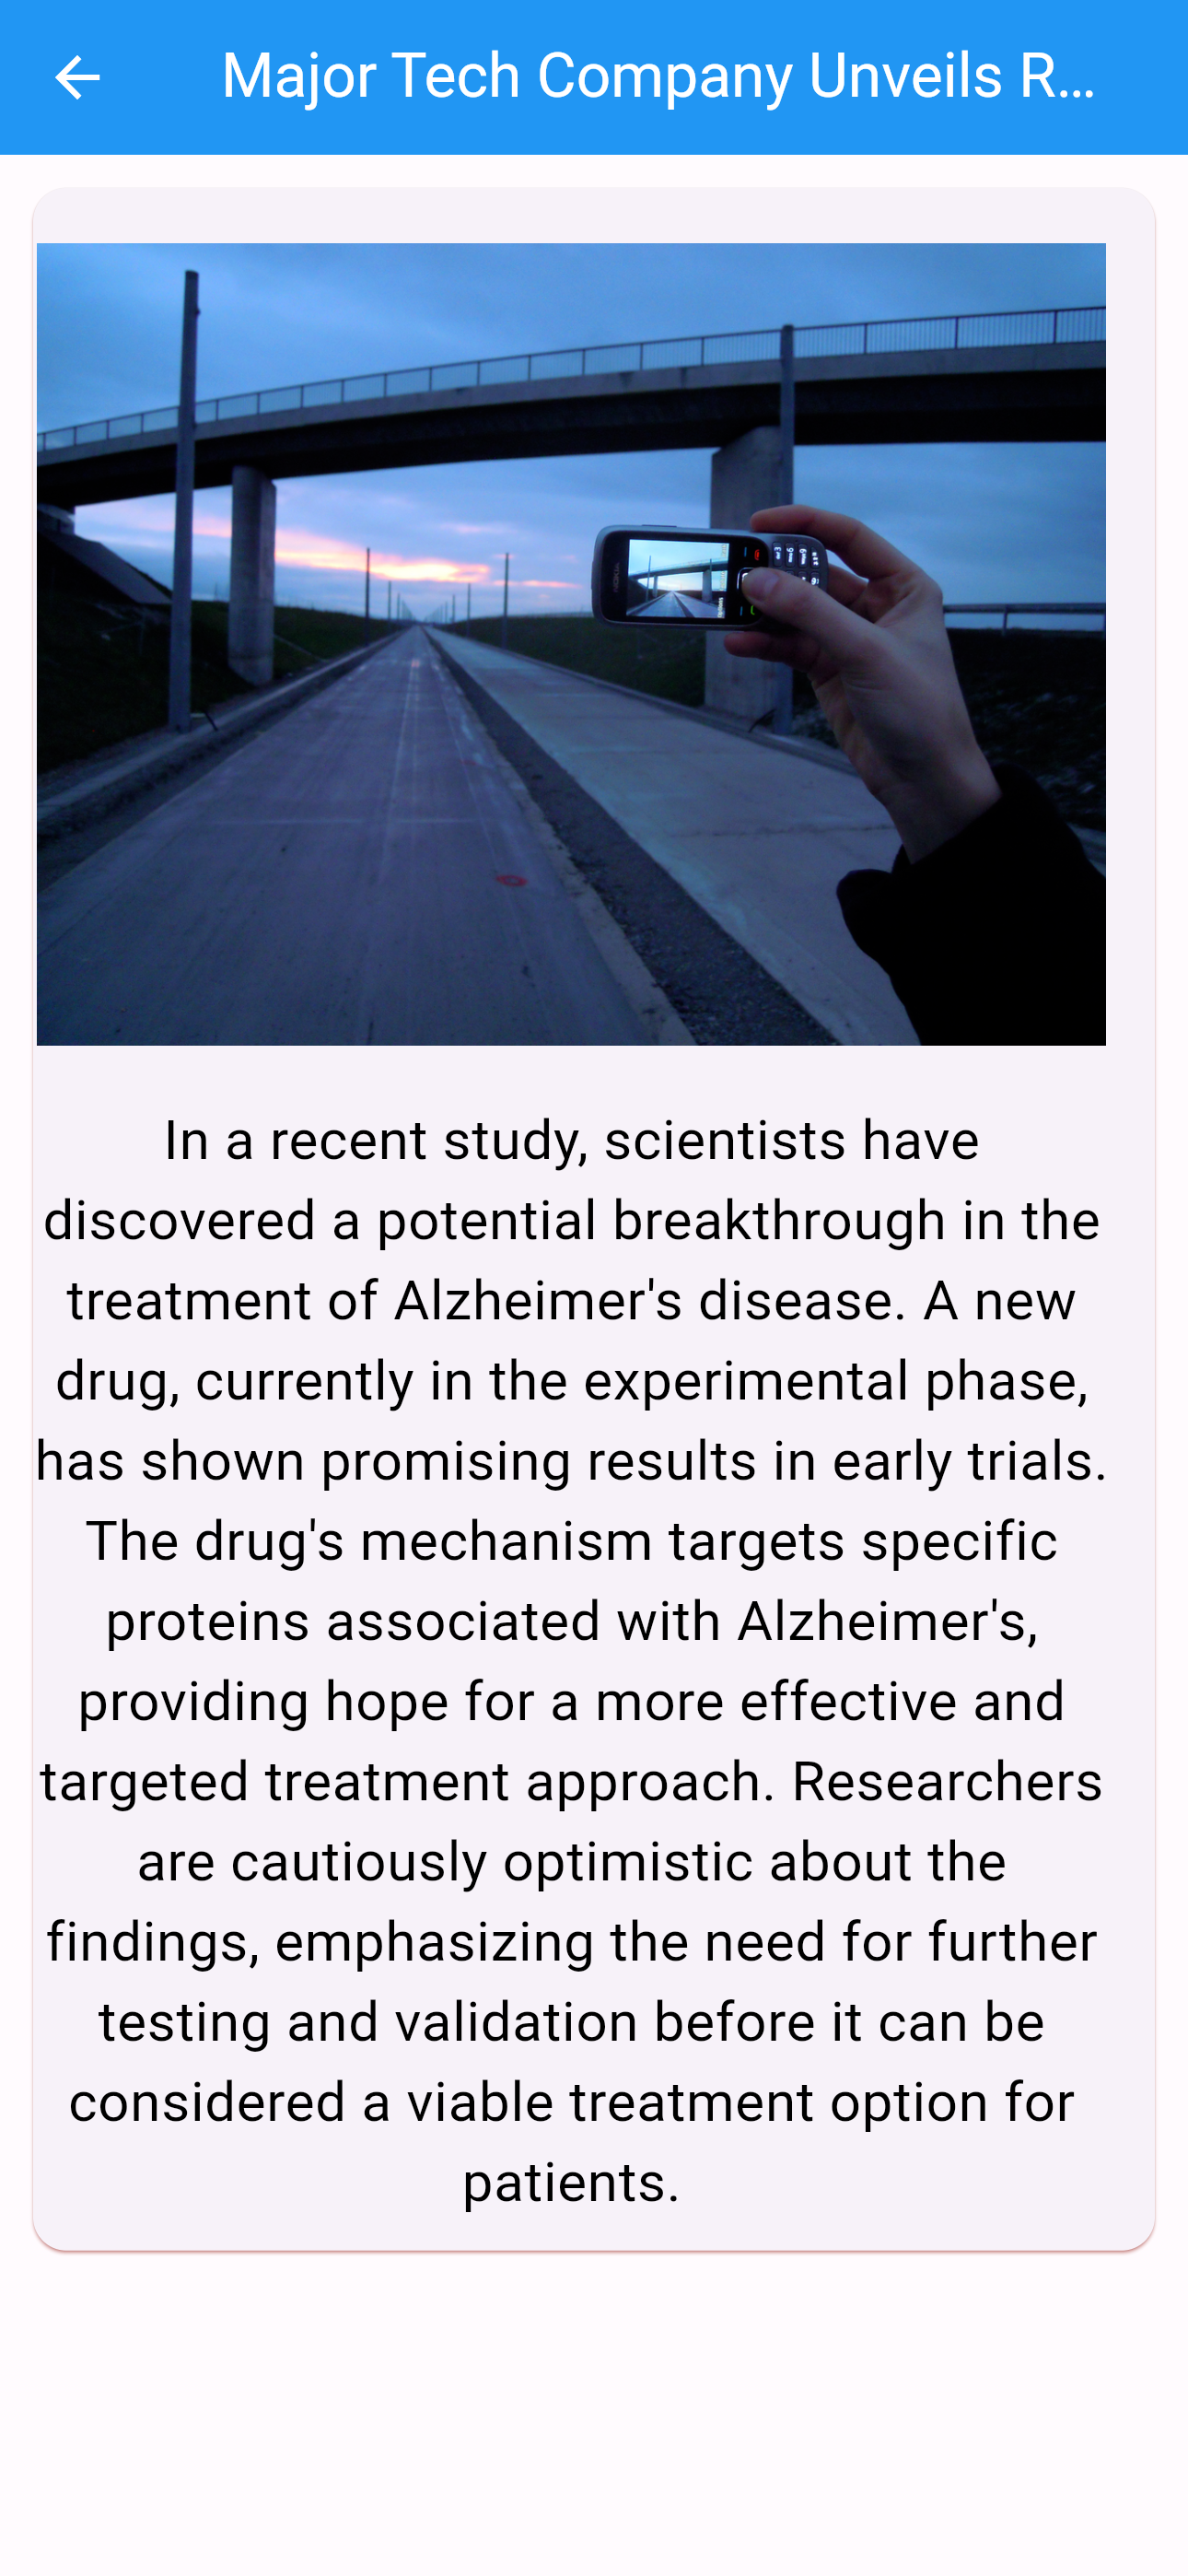 Major Tech Company Unveils R...
In a recent study, scientists have
discovered a potential breakthrough in the
treatment of Alzheimer's disease. A new
drug, currently in the experimental phase,
has shown promising results in early trials.
The drug's mechanism targets specific
proteins associated with Alzheimer's,
providing hope for a more effective and
targeted treatment approach. Researchers
are cautiously optimistic about the
findings, emphasizing the need for further
testing and validation before it can be
considered a viable treatment option for
patients.